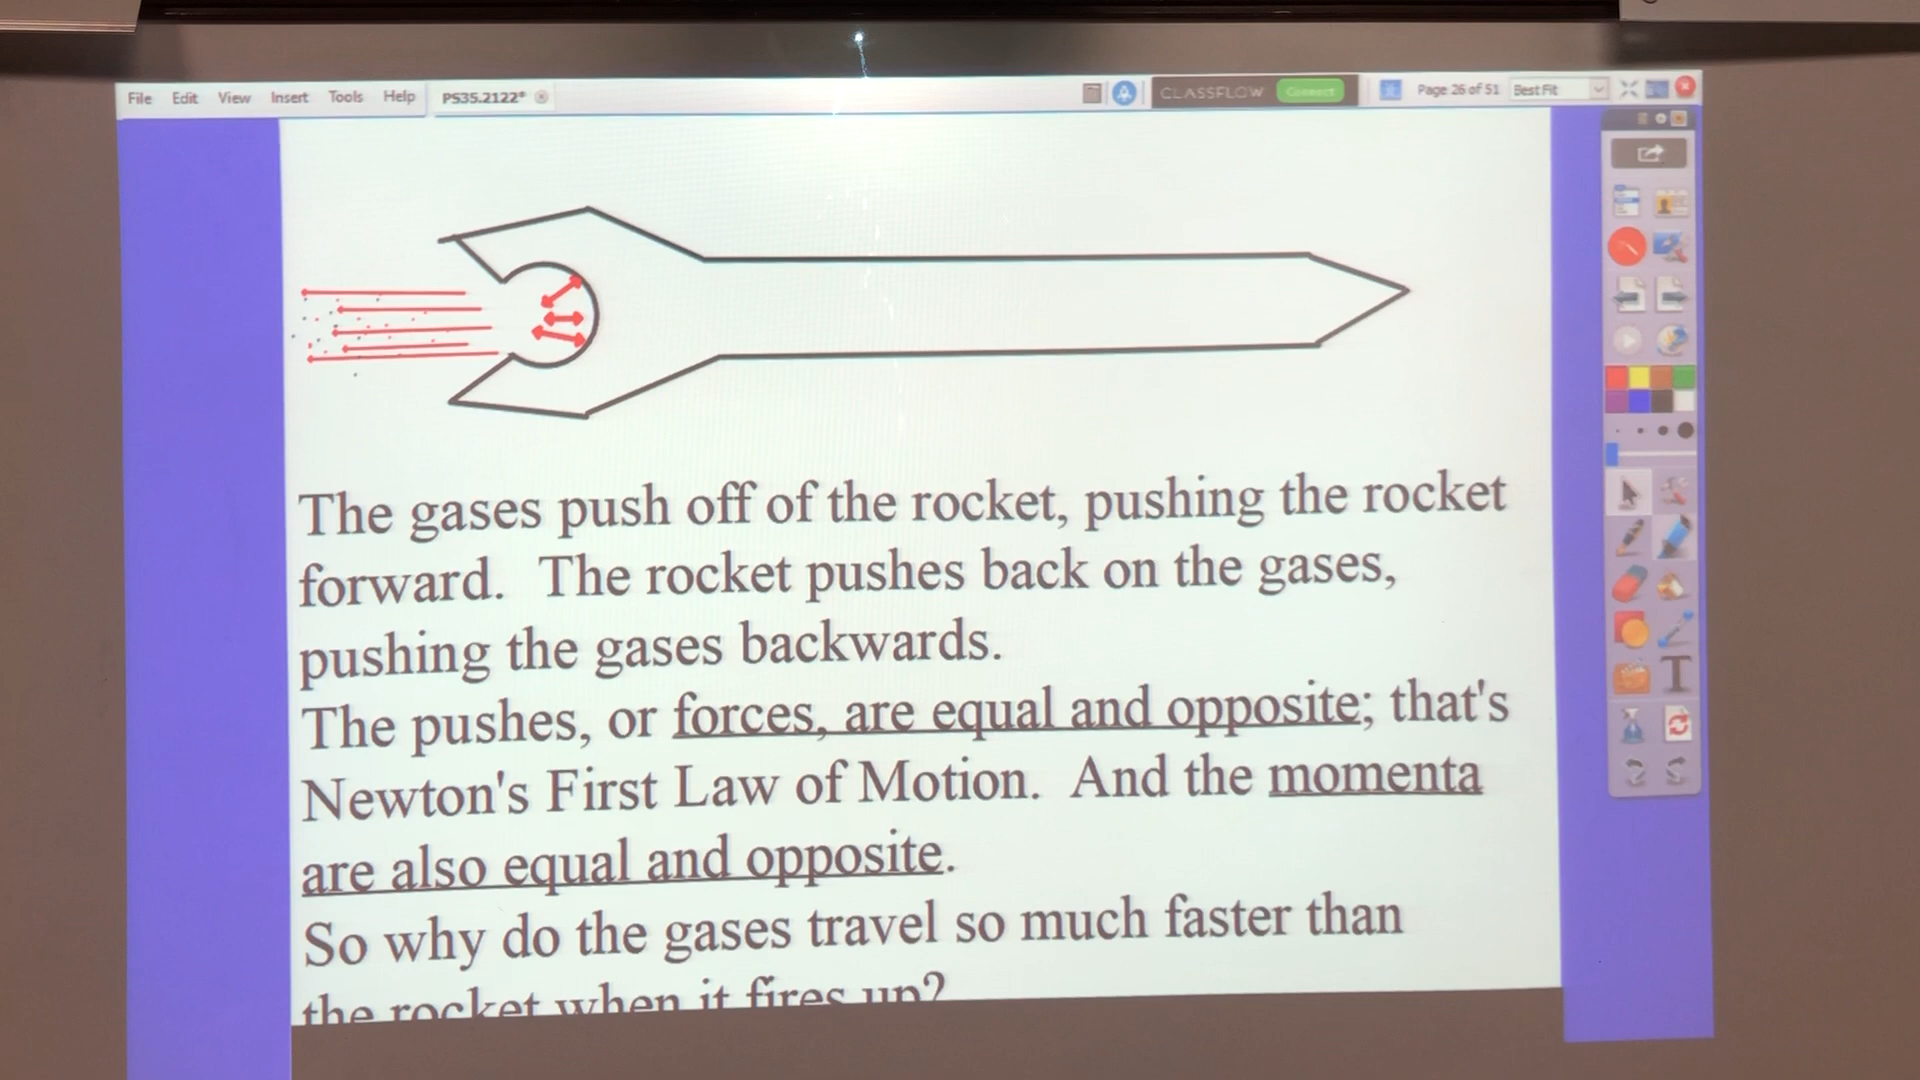 File Edit View Insert Tools Help PS35.2122* CLASSFLOW Connect Page 26 of 51 Best Fit
The gases push off of the rocket, pushing the rocket
forward. The rocket pushes back on the gases,
pushing the gases backwards.
The pushes, or forces, are equal and opposite; that's
Newton's First Law of Motion. And the momenta
are also equal and opposite.
So why do the gases travel so much faster than
the rocket when it fires up?
T